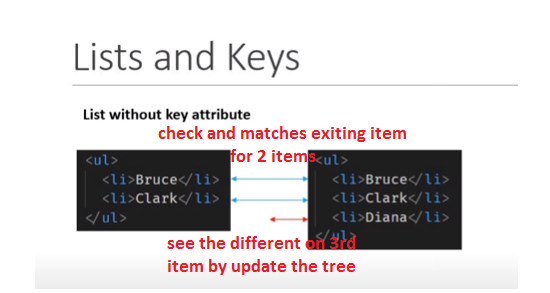 Lists and Keys
List without key attribute
check and matches exiting item
for 2 items
<ul>
<li>Bruce</li>
<li>Clark</li>
</ul>
<ul>
<li>Bruce</li>
<li>Clark</li>
<li>Diana</li>
</ul>
see the different on 3rd
item by update the tree